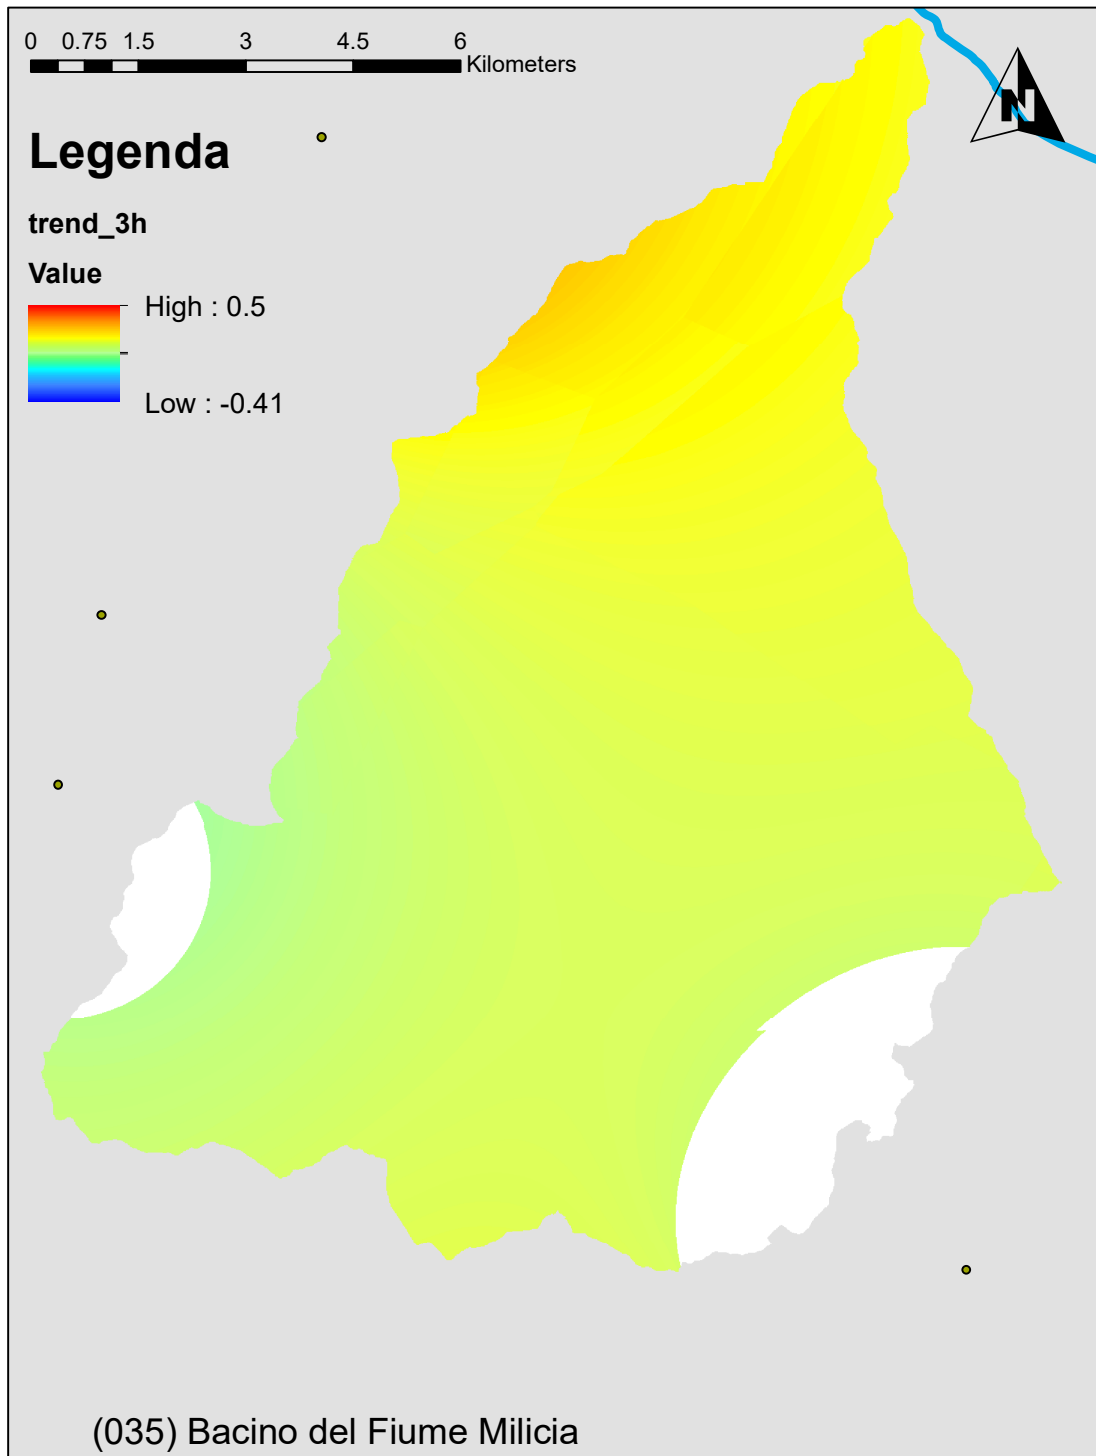 0 0.75 1.5 3 4.5 6
Kilometers
N
Legenda
trend_3h
Value
High : 0.5
Low : -0.41
(035) Bacino del Fiume Milicia